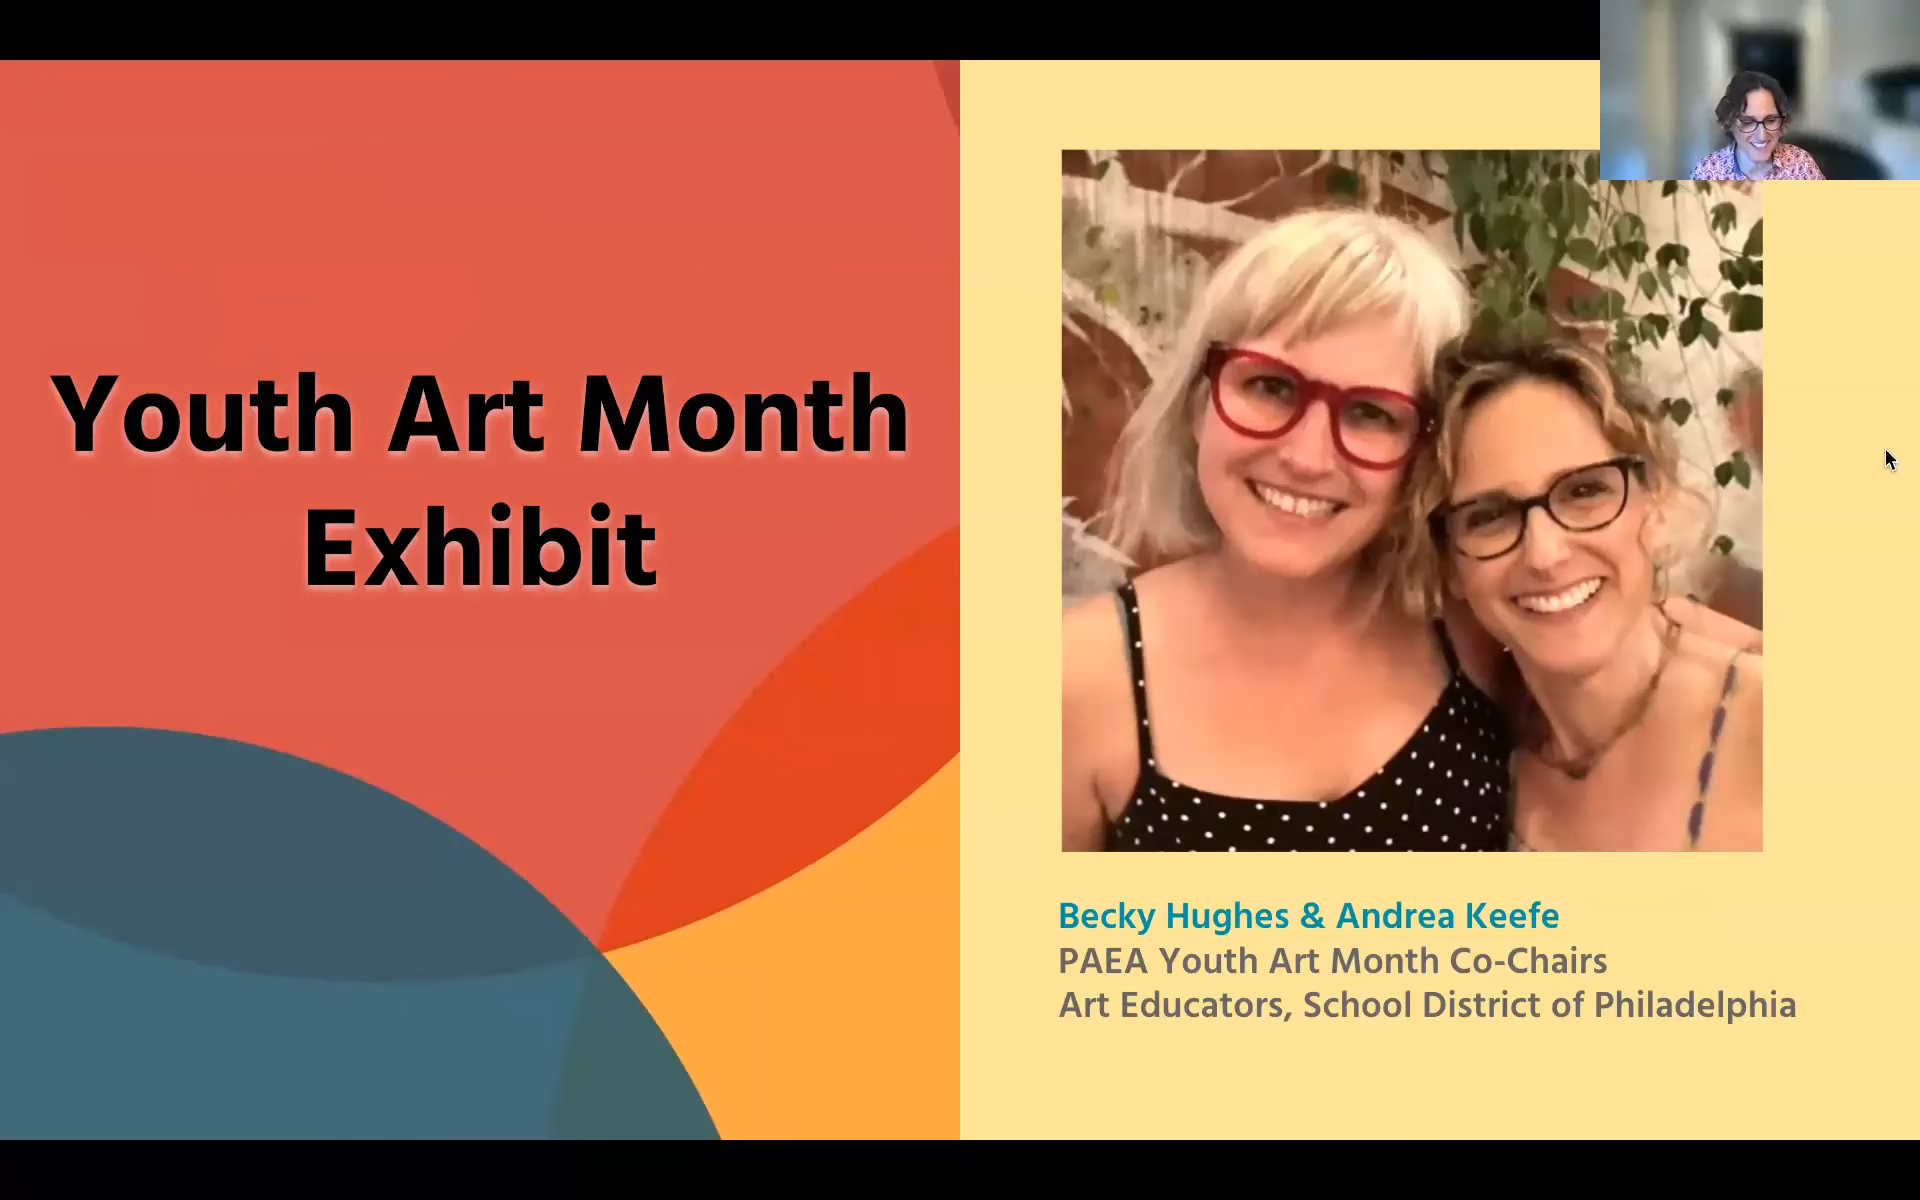 Youth Art Month
Exhibit
Becky Hughes & Andrea Keefe
PAEA Youth Art Month Co-Chairs
Art Educators, School District of Philadelphia